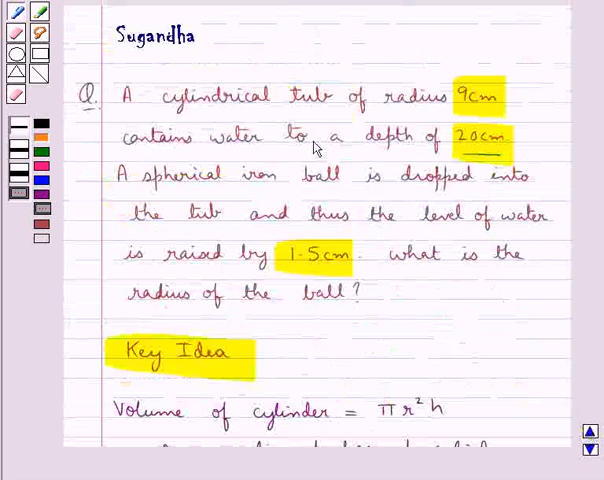 Sugandha
Q. A cylindrical tub of radius 9cm
contains water to a depth of 20cm
A spherical iron ball is dropped into
the tub and thus the level of water
is raised by 1.5cm. what is the
radius of the ball?
Key Idea
Volume of cylinder = πr²h